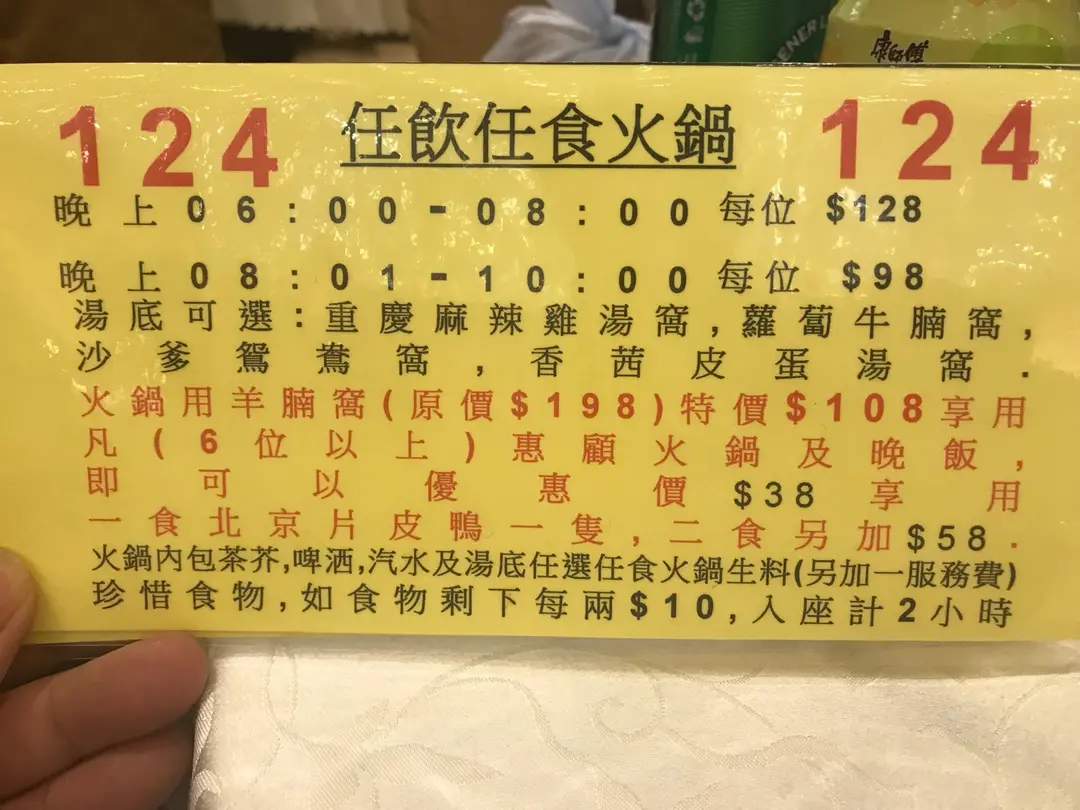 康師傅
124 任飲任食火鍋 124
晚上06:00-08:00 每位 $128
晚上08:01-10:00 每位 $98
湯底可選:重慶麻辣雞湯窩,蘿蔔牛腩窩,
沙爹鴛鴦窩,香茜皮蛋湯窩.
火鍋用羊腩窩(原價$198)特價$108享用
凡(6位以上)惠顧火鍋及晚飯,
即可以優惠價$38享用
一食北京片皮鴨一隻,二食另加$58.
火鍋內包茶芥,啤洒,汽水及湯底任選任食火鍋生料(另加一服務費)
珍惜食物,如食物剩下每兩$10,入座計2小時